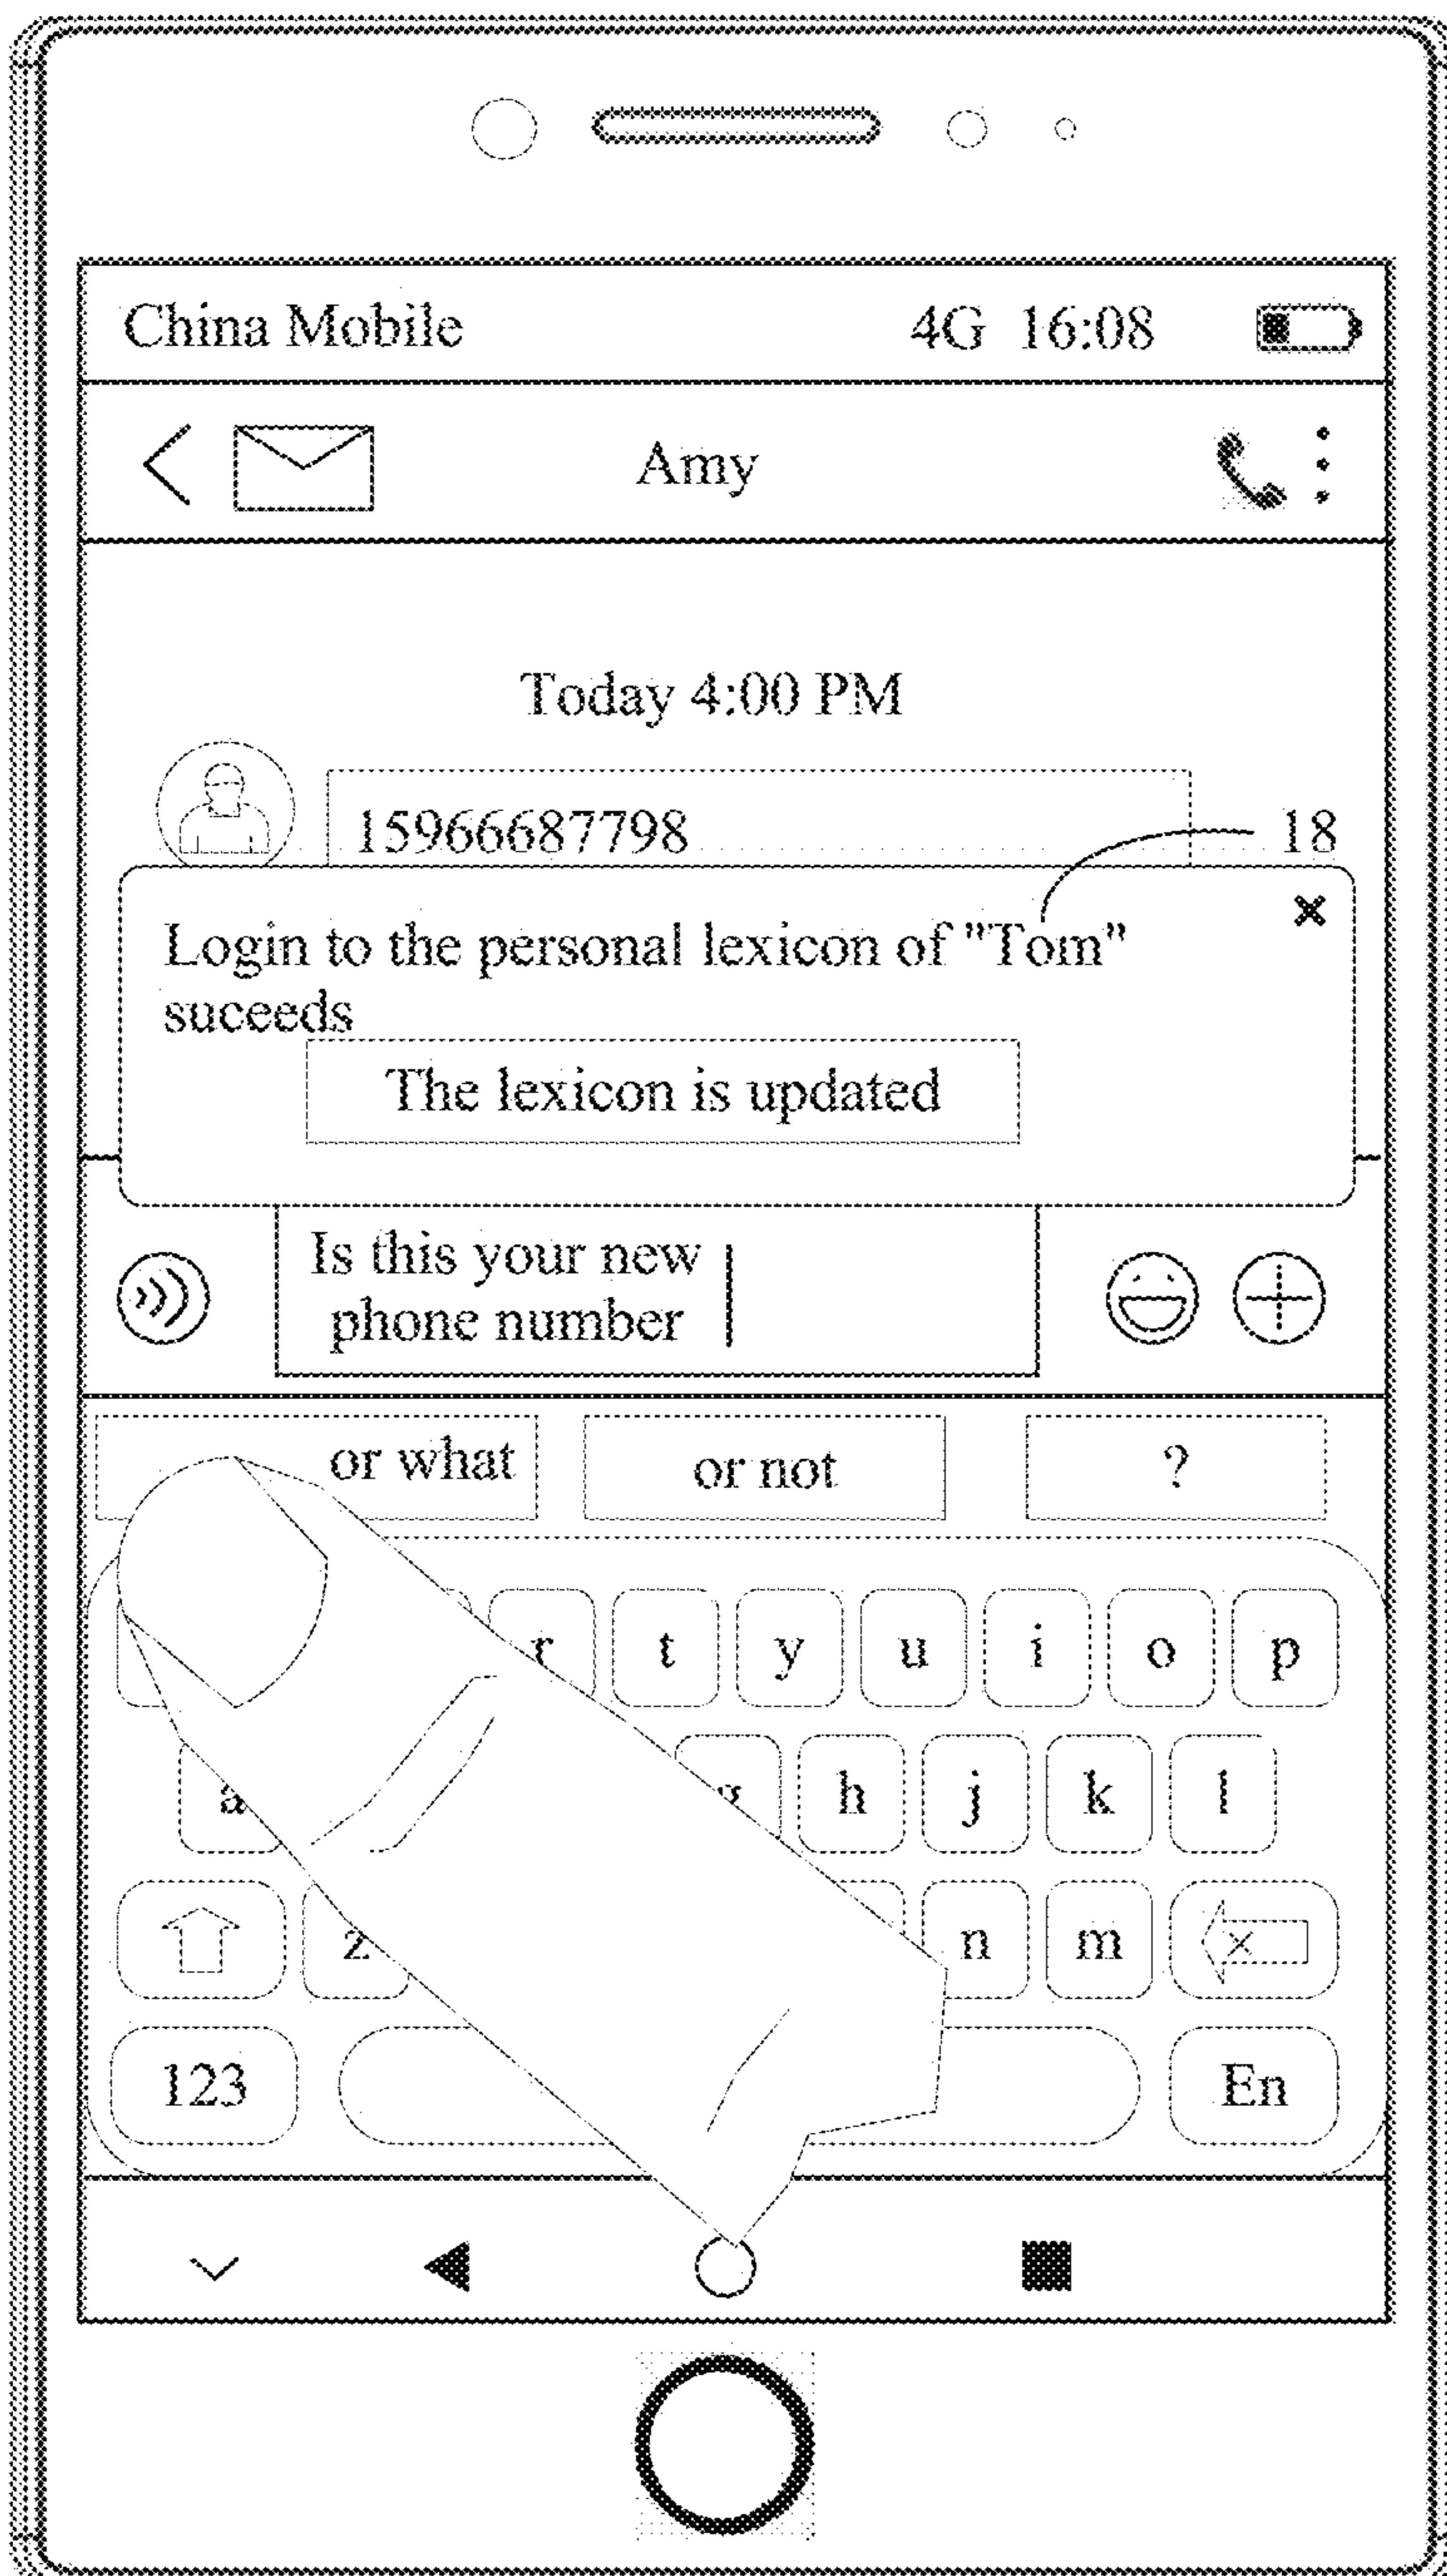 China Mobile 4G 16:08
Amy
Today 4:00 PM
15966687798 18
Login to the personal lexicon of "Tom"
suceeds
The lexicon is updated
Is this your new
phone number
or what or not ?
r t y u i o p
a g h j k l
z n m
123 En